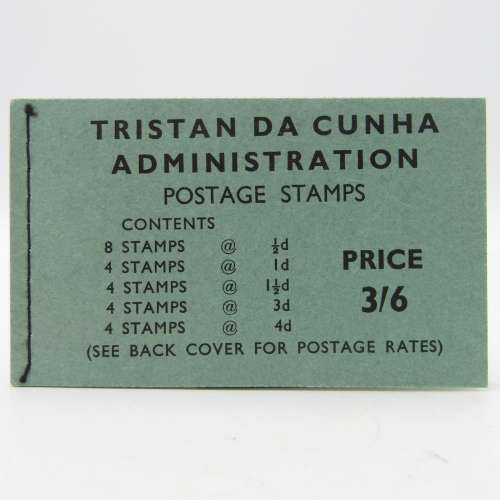 TRISTAN DA CUNHA
ADMINISTRATION
POSTAGE STAMPS
CONTENTS
8 STAMPS @ ½d
4 STAMPS @ 1d
4 STAMPS @ 1½d
4 STAMPS @ 3d
4 STAMPS @ 4d
PRICE
3/6
(SEE BACK COVER FOR POSTAGE RATES)